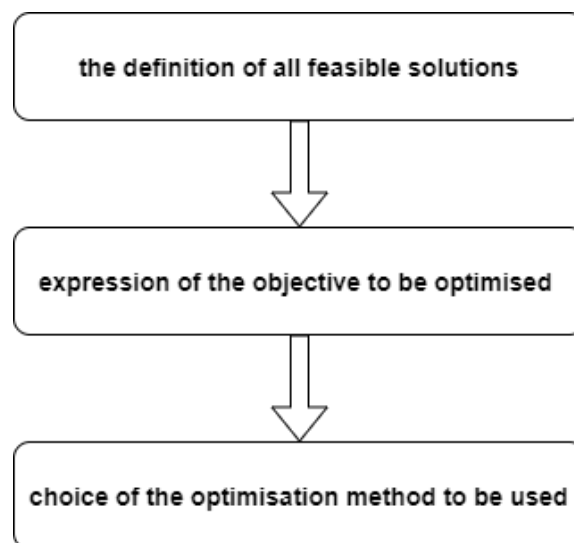 the definition of all feasible solutions
expression of the objective to be optimised
choice of the optimisation method to be used